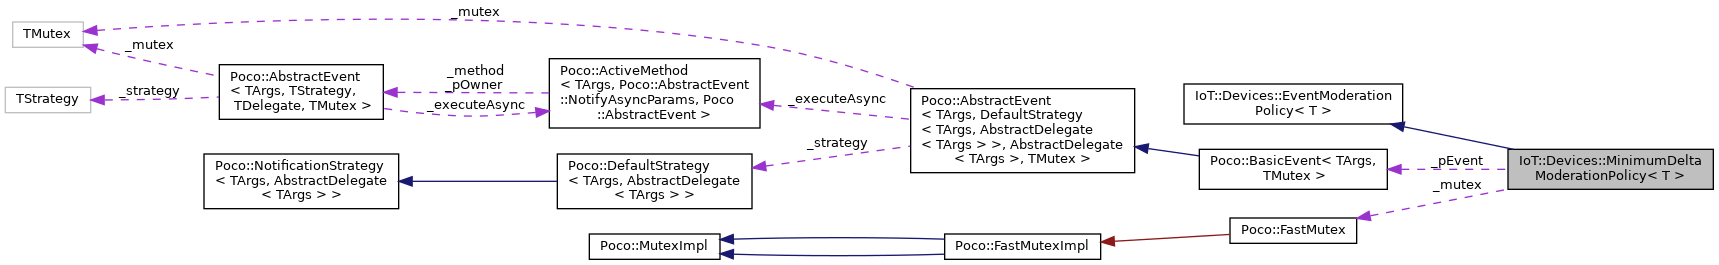 _mutex
TMutex
_mutex
_strategy
TStrategy
Poco::AbstractEvent
< TArgs, TStrategy,
TDelegate, TMutex >
_method
_pOwner
_executeAsync
Poco::ActiveMethod
< TArgs, Poco::AbstractEvent
::NotifyAsyncParams, Poco
::AbstractEvent >
_executeAsync
_strategy
Poco::AbstractEvent
< TArgs, DefaultStrategy
< TArgs, AbstractDelegate
< TArgs > >, AbstractDelegate
< TArgs >, TMutex >
IoT::Devices::EventModeration
Policy< T >
Poco::BasicEvent< TArgs,
TMutex >
_pEvent
_mutex
IoT::Devices::MinimumDelta
ModerationPolicy< T >
Poco::NotificationStrategy
< TArgs, AbstractDelegate
< TArgs > >
Poco::DefaultStrategy
< TArgs, AbstractDelegate
< TArgs > >
Poco::MutexImpl
Poco::FastMutexImpl
Poco::FastMutex